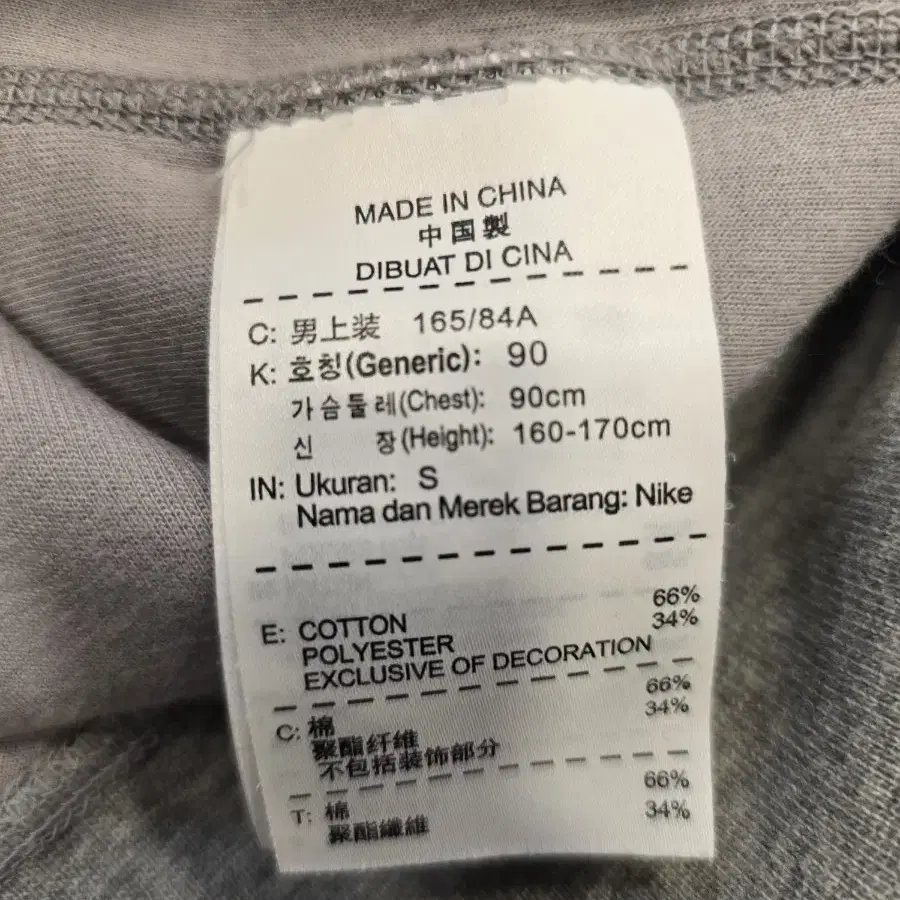 MADE IN CHINA
中国製
DIBUAT DI CINA
C: 男上装 165/84A
K: 호칭(Generic): 90
가슴둘레(Chest): 90cm
신 장(Height): 160-170cm
IN: Ukuran: S
Nama dan Merek Barang: Nike
E: COTTON 66%
POLYESTER 34%
EXCLUSIVE OF DECORATION
C: 棉 66%
聚酯纤维 34%
不包括装饰部分
T: 棉 66%
聚酯纖維 34%